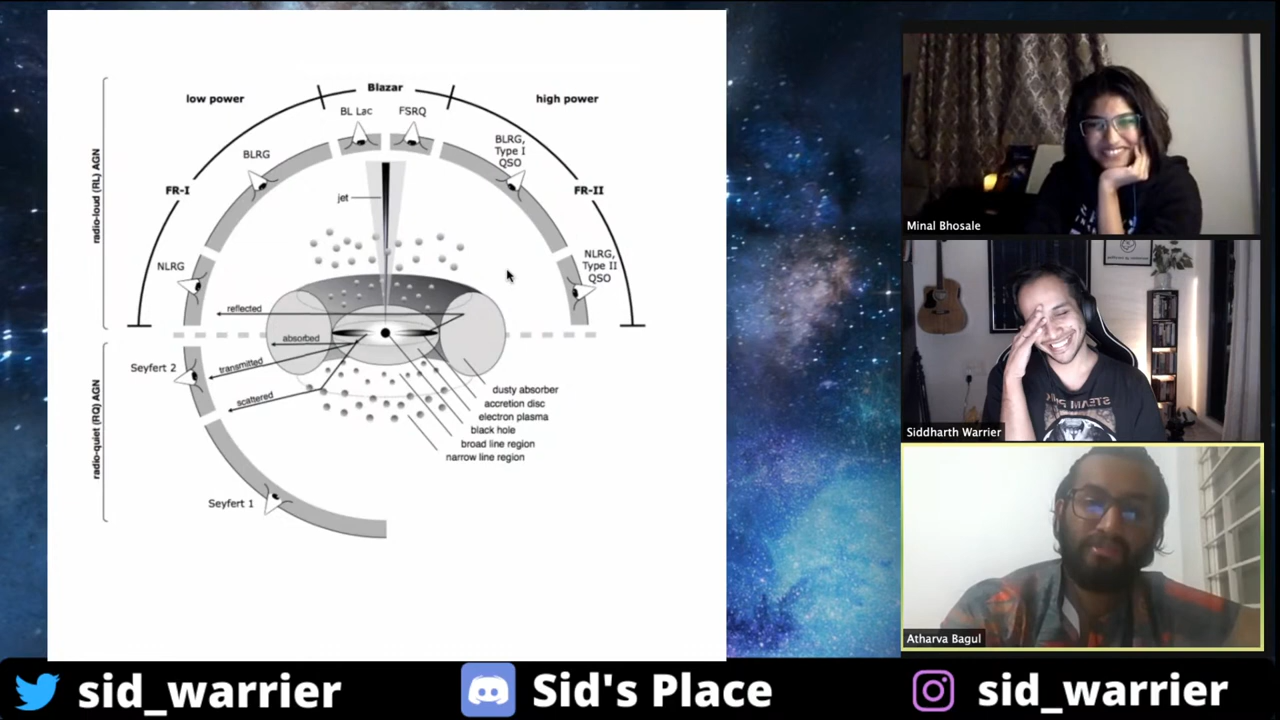 Blazar
low power
high power
BL Lac
FSRQ
BLRG
BLRG,
Type I
QSO
FR-I
FR-II
jet
radio-loud (RL) AGN
NLRG
NLRG,
Type II
QSO
reflected
absorbed
transmitted
scattered
Seyfert 2
Seyfert 1
radio-quiet (RQ) AGN
dusty absorber
accretion disc
electron plasma
black hole
broad line region
narrow line region
Minal Bhosale
Siddharth Warrier
Atharva Bagul
sid_warrier
Sid's Place
sid_warrier